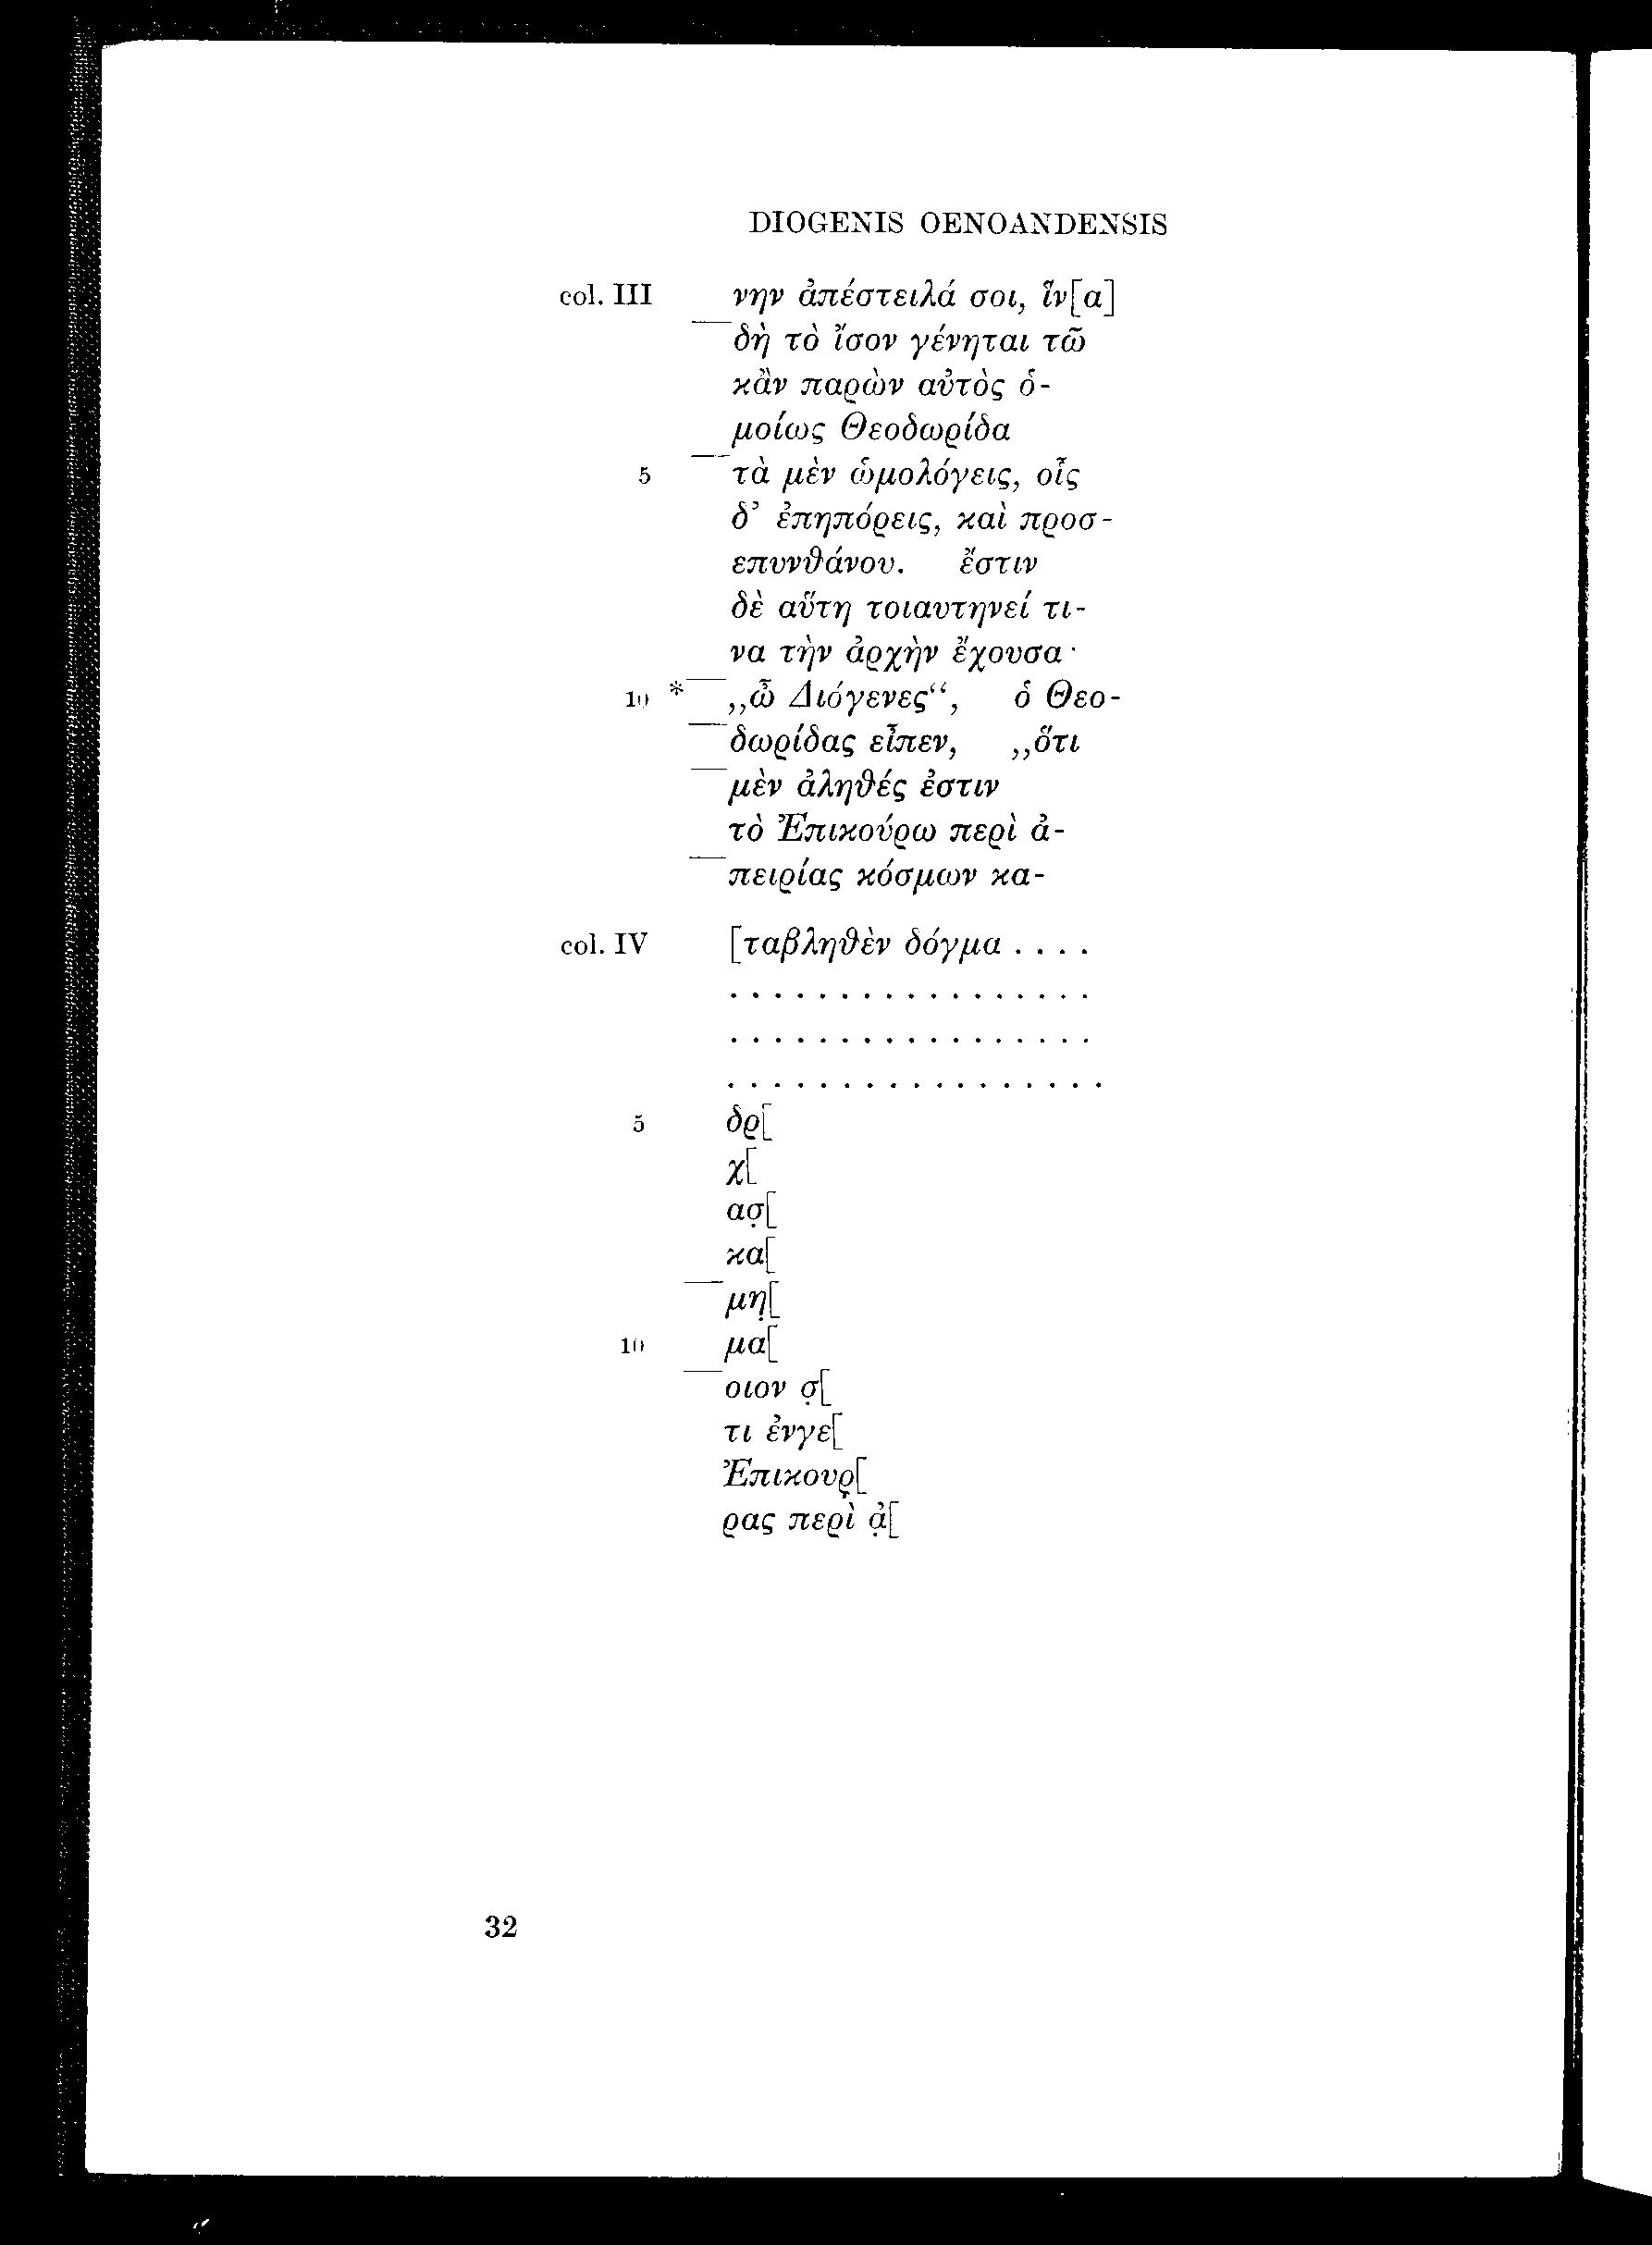 DIOGENIS OENOANDENSIS
col. III νην ἀπέστειλά σοι, ἵν[α]
δὴ τὸ ἴσον γένηται τῶ
κἂν παρὼν αὐτὸς ὁ-
μοίως Θεοδωρίδα
5 τὰ μὲν ὡμολόγεις, οἷς
δ’ ἐπηπόρεις, καὶ προσ-
επυνθάνου. ἔστιν
δὲ αὕτη τοιαυτηνεί τι-
να τὴν ἀρχὴν ἔχουσα·
10 * „ὦ Διόγενες“, ὁ Θεο-
δωρίδας εἶπεν, „ὅτι
μὲν ἀληθές ἐστιν
τὸ Ἐπικούρω περὶ ἀ-
πειρίας κόσμων κα-
col. IV [ταβληθὲν δόγμα . . . .
. . . . . . . . . . . . . . . . .
. . . . . . . . . . . . . . . . .
. . . . . . . . . . . . . . . . .
5 δρ[
χ[
ασ̣[
κα[
μη̣[
10 μα[
οιον σ̣[
τι ἐνγε[
Ἐπικουρ̣[
ρας περὶ ἀ̣[
32